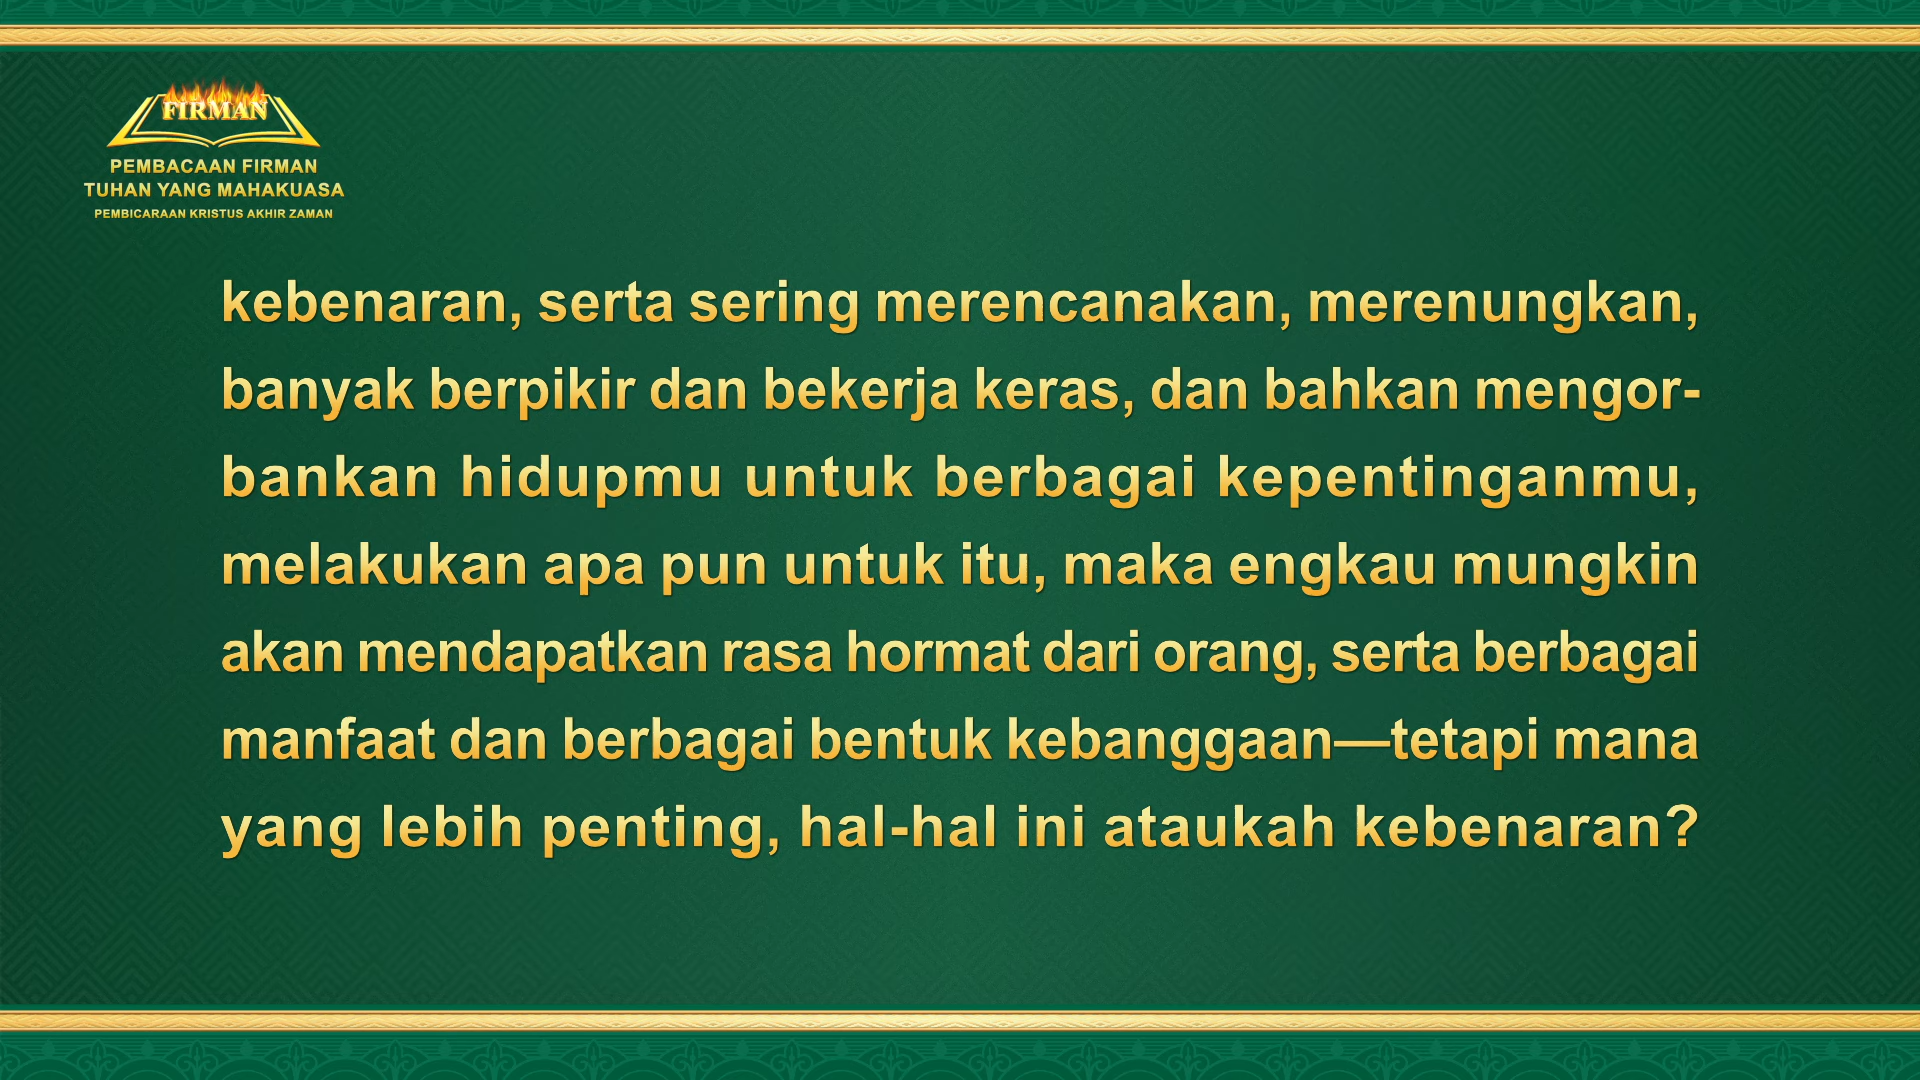 FIRMAN
PEMBACAAN FIRMAN
TUHAN YANG MAHAKUASA
PEMBICARAAN KRISTUS AKHIR ZAMAN
kebenaran, serta sering merencanakan, merenungkan,
banyak berpikir dan bekerja keras, dan bahkan mengor-
bankan hidupmu untuk berbagai kepentinganmu,
melakukan apa pun untuk itu, maka engkau mungkin
akan mendapatkan rasa hormat dari orang, serta berbagai
manfaat dan berbagai bentuk kebanggaan—tetapi mana
yang lebih penting, hal-hal ini ataukah kebenaran?